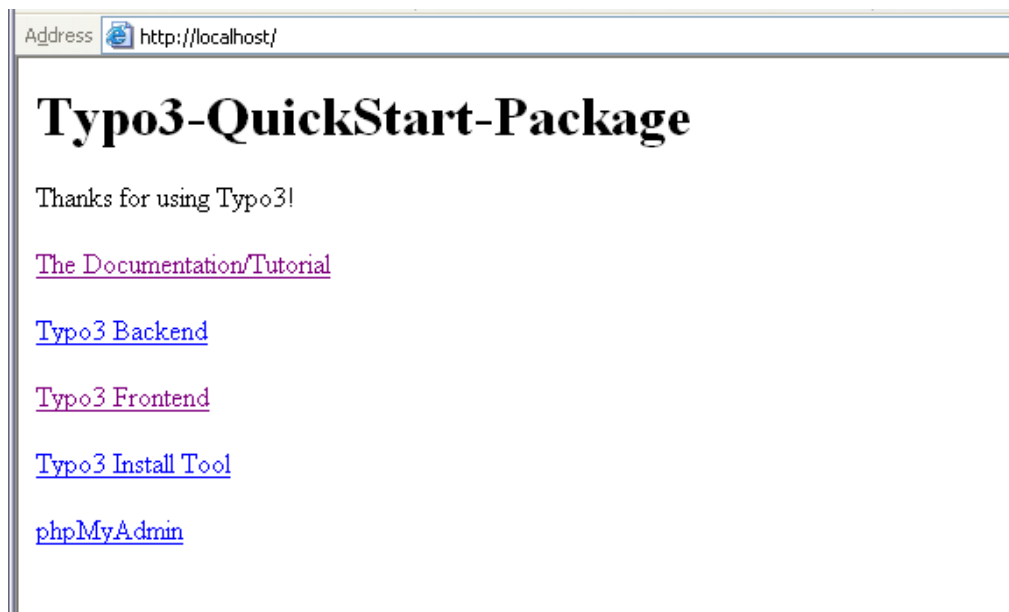 Address http://localhost/
Typo3-QuickStart-Package
Thanks for using Typo3!
The Documentation/Tutorial
Typo3 Backend
Typo3 Frontend
Typo3 Install Tool
phpMyAdmin